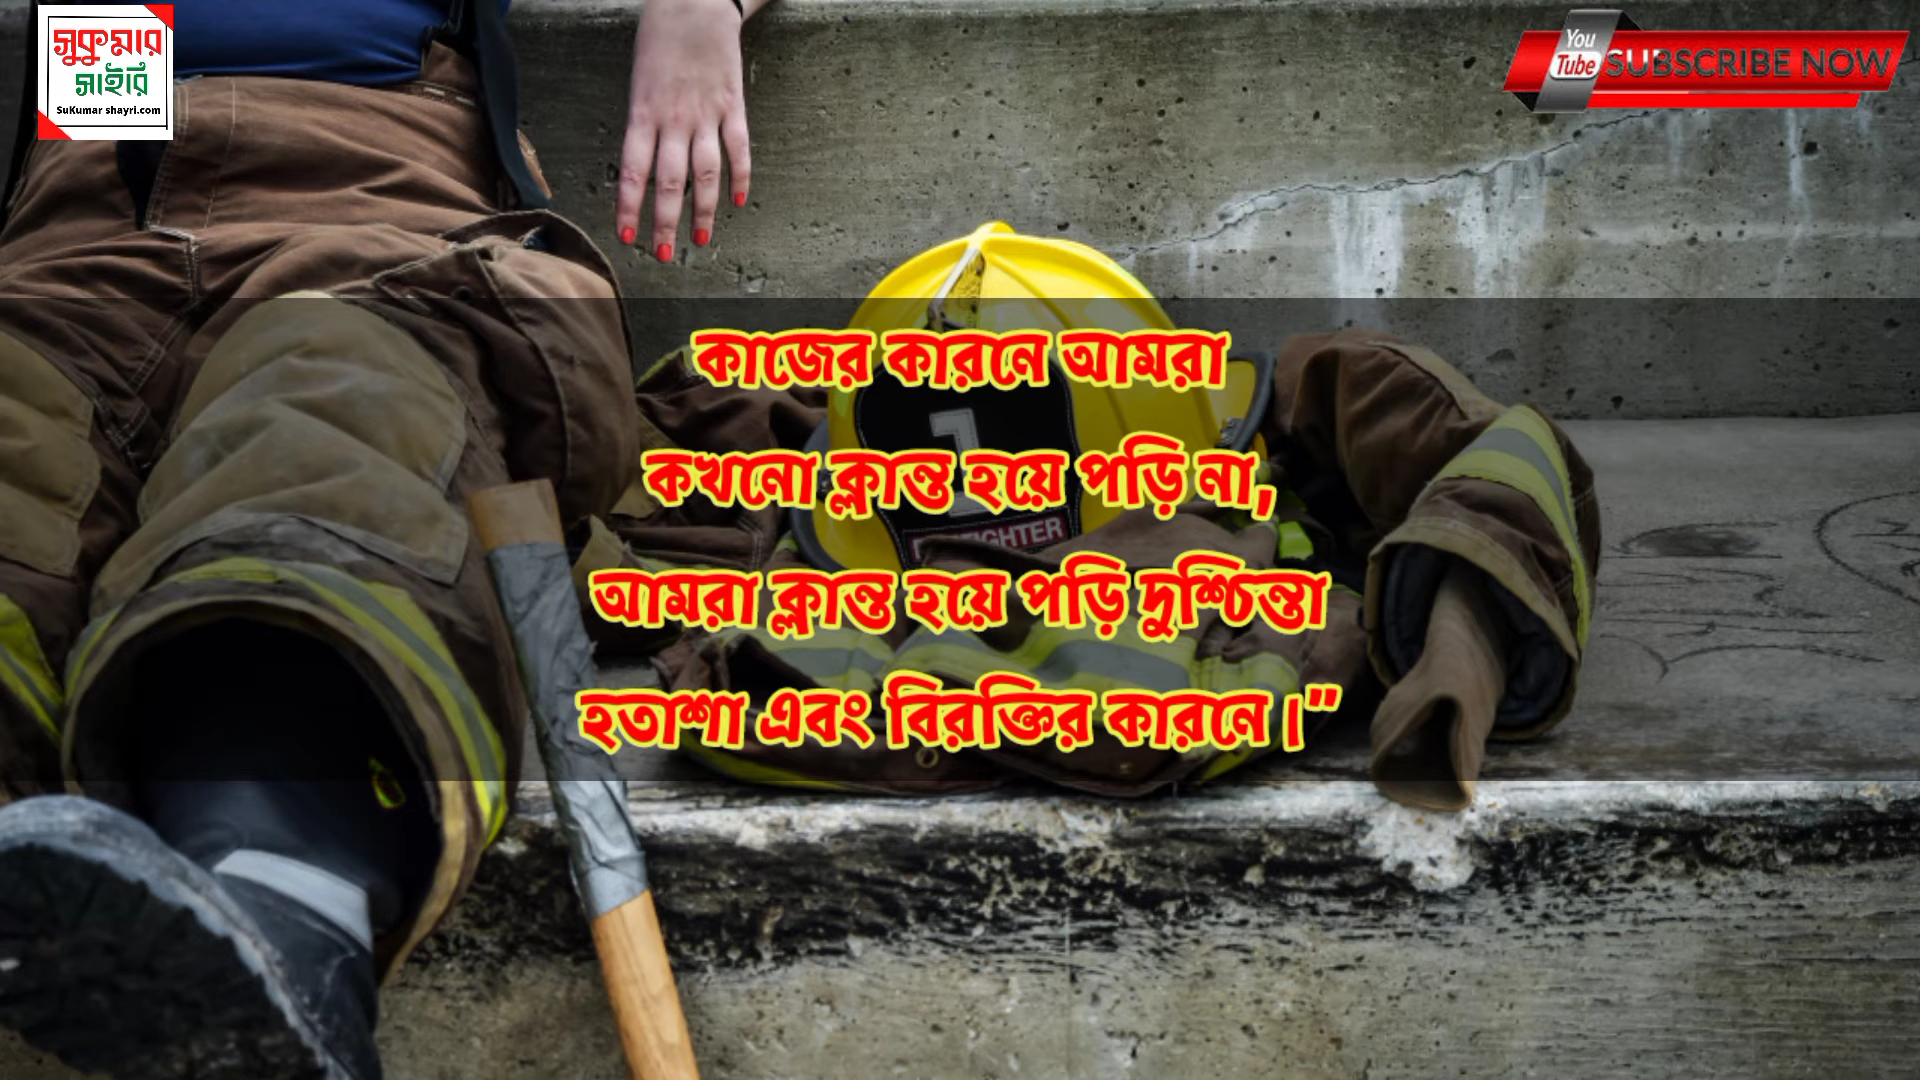 সুকুমার
সাইরি
SuKumar shayri.com
You
Tube
SUBSCRIBE NOW
কাজের কারনে আমরা
1
কখনো ক্লান্ত হয়ে পড়ি না,
আমরা ক্লান্ত হয়ে পড়ি দুশ্চিন্তা
হতাশা এবং বিরক্তির কারনে।”